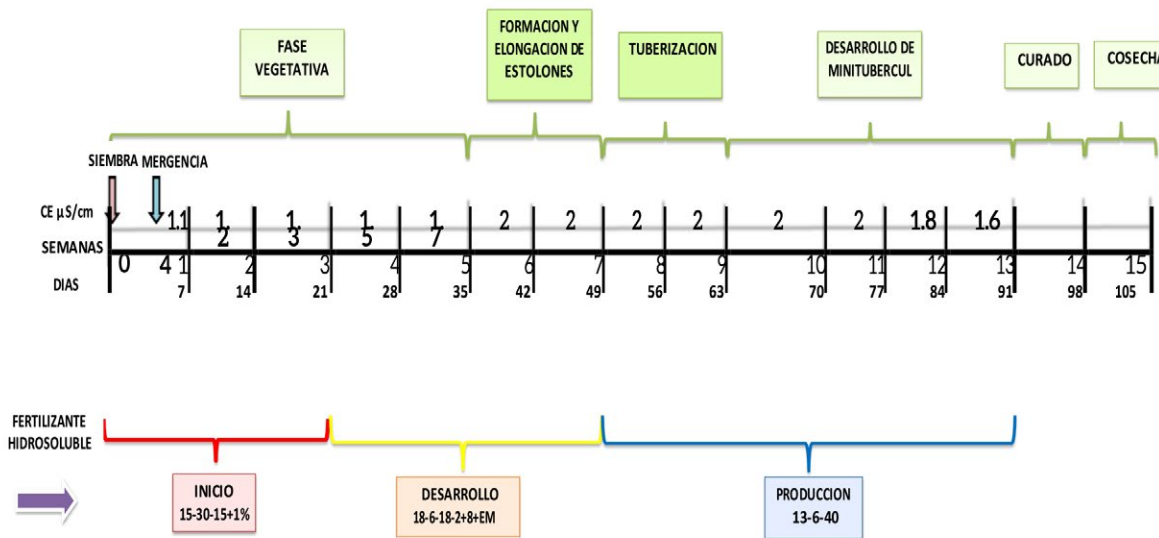 FASE
VEGETATIVA
FORMACION Y
ELONGACION DE
ESTOLONES
TUBERIZACION
DESARROLLO DE
MINITUBERCUL
CURADO
COSECHA
SIEMBRA MERGENCIA
CE µS/cm 1.1 1.2 1.3 1.5 1.7 2 2 2 2 2 2 1.8 1.6
SEMANAS
0 4 1 2 3 4 5 6 7 8 9 10 11 12 13 14 15
DIAS 7 14 21 28 35 42 49 56 63 70 77 84 91 98 105
FERTILIZANTE
HIDROSOLUBLE
INICIO
15-30-15+1%
DESARROLLO
18-6-18-2+8+EM
PRODUCCION
13-6-40